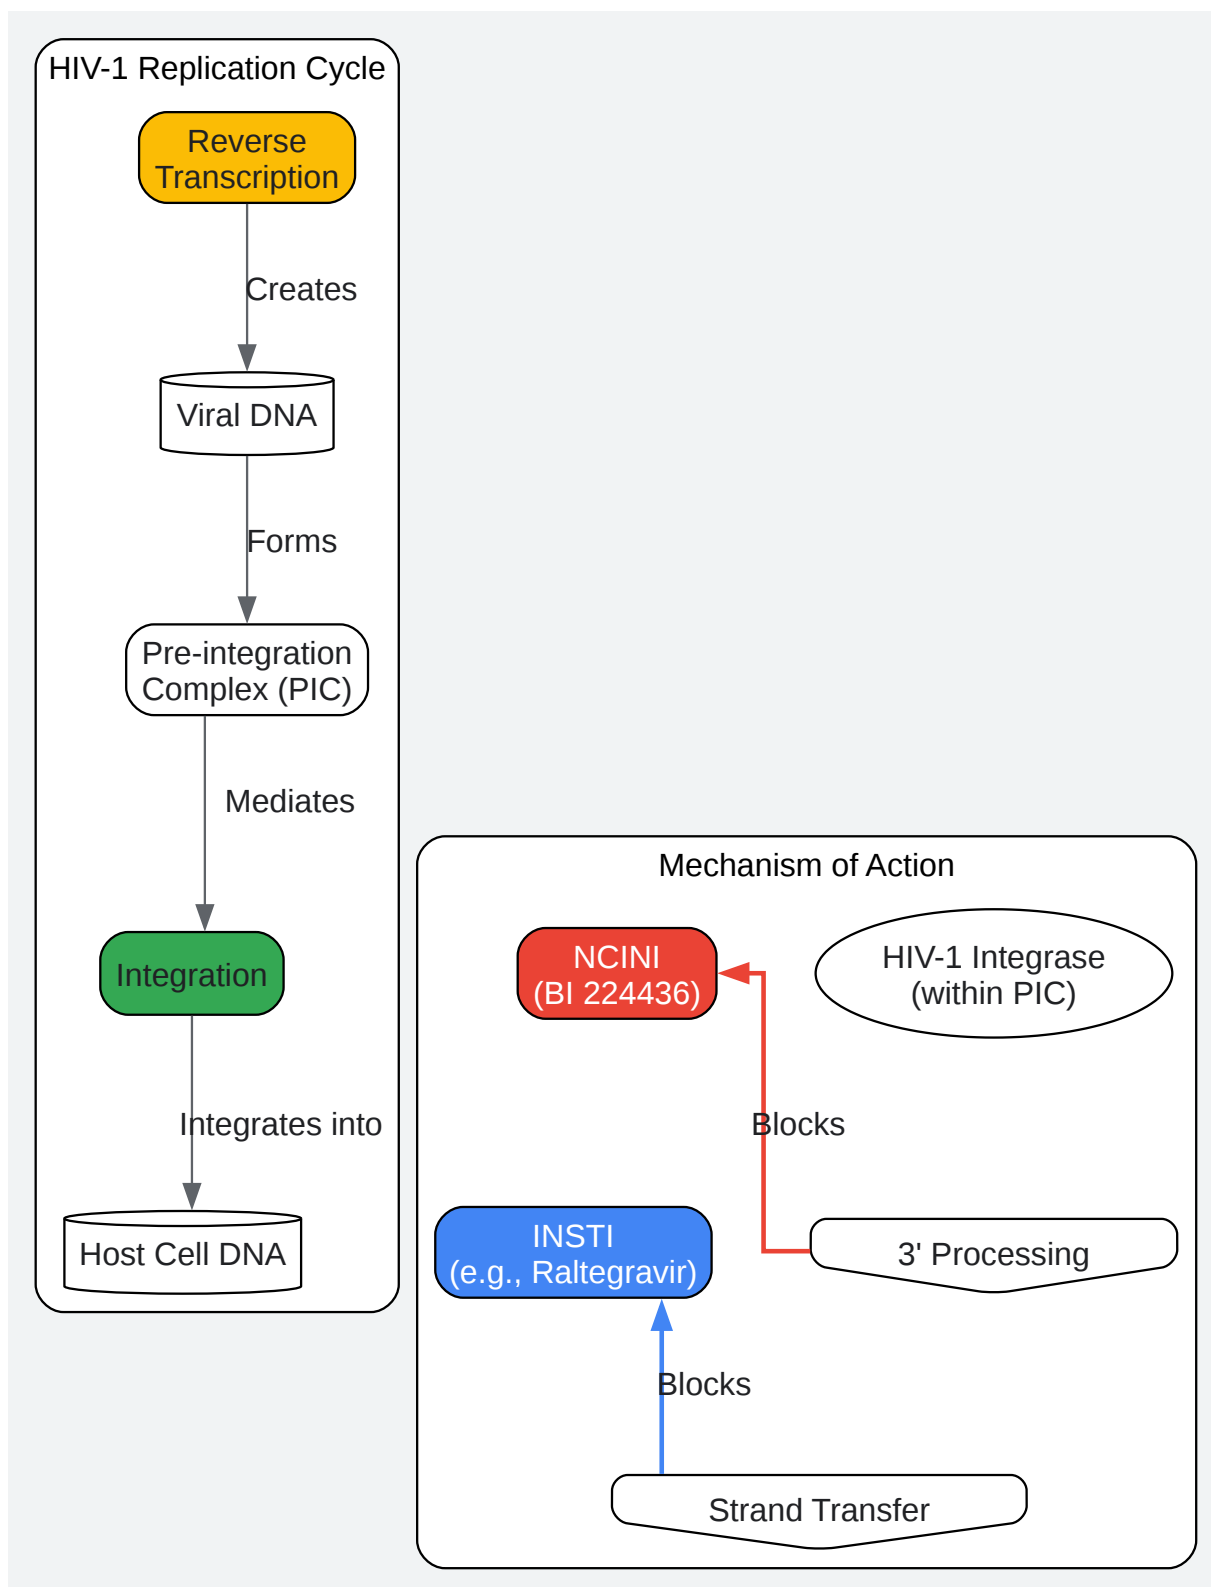 HIV-1 Replication Cycle
Reverse
Transcription
Creates
Viral DNA
Forms
Pre-integration
Complex (PIC)
Mediates
Integration
Integrates into
Host Cell DNA
Mechanism of Action
NCINI
(BI 224436)
HIV-1 Integrase
(within PIC)
Blocks
INSTI
(e.g., Raltegravir)
3' Processing
Blocks
Strand Transfer